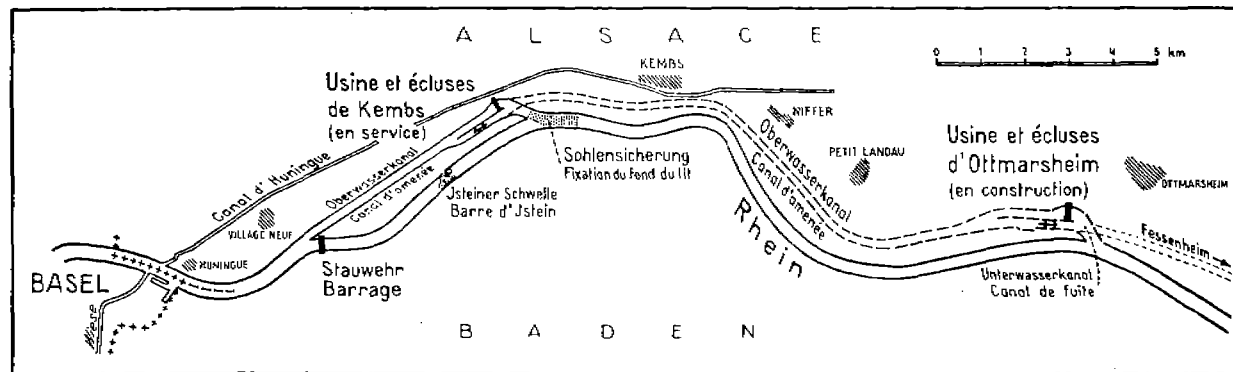 A L S A C E
0 1 2 3 4 5 km
KEMBS
Usine et écluses
de Kembs
(en service)
NIFFER
Usine et écluses
d'Ottmarsheim
(en construction)
PETIT LANDAU
OTTMARSHEIM
Canal d'Huningue
Oberwasserkanal
Canal d'amenée
Sohlensicherung
Fixation du fond du lit
Jsteiner Schwelle
Barre d'Jstein
Oberwasserkanal
Canal d'amenée
Rhein
VILLAGE NEUF
HUNINGUE
Fessenheim
BASEL
Stauwehr
Barrage
Unterwasserkanal
Canal de fuite
Wiese
B A D E N